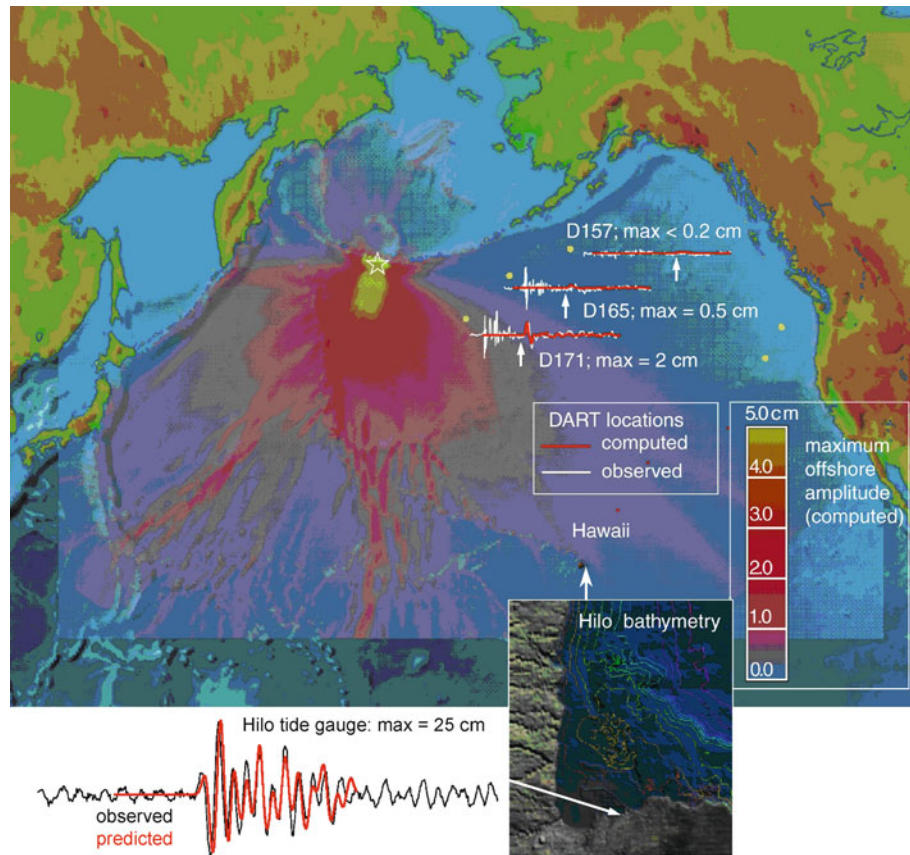 D157; max < 0.2 cm
D165; max = 0.5 cm
D171; max = 2 cm
DART locations
computed
observed
5.0 cm
4.0
3.0
2.0
1.0
0.0
maximum
offshore
amplitude
(computed)
Hawaii
Hilo bathymetry
Hilo tide gauge: max = 25 cm
observed
predicted